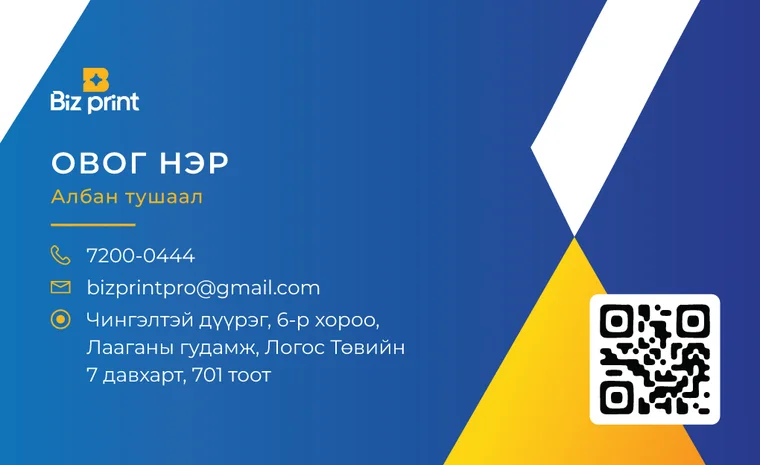 Biz print
ОВОГ НЭР
Албан тушаал
7200-0444
bizprintpro@gmail.com
Чингэлтэй дүүрэг, 6-р хороо,
Лааганы гудамж, Логос Төвийн
7 давхарт, 701 тоот